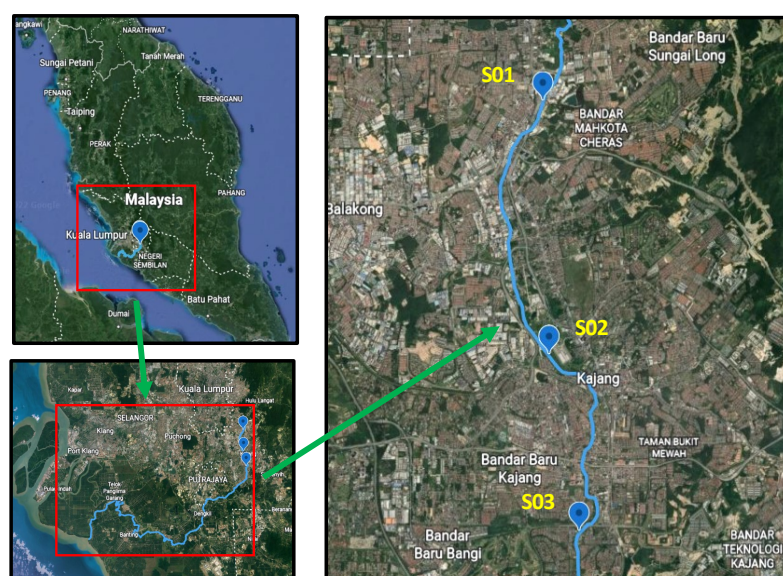 angkawi
NARATHIWAT
Sungai Petani
Tanah Merah
PENANG
Taiping
TERENGGANU
PERAK
PAHANG
Malaysia
Kuala Lumpur
NEGERI
SEMBILAN
Batu Pahat
Dumai
Kapar
Kuala Lumpur
Hulu Langat
SELANGOR
Klang
Puchong
Port Klang
PUTRAJAYA
Telok
Panglima
Garang
Dengkil
Banting
Beranang
S01
Bandar Baru
Sungai Long
BANDAR
MAHKOTA
CHERAS
Balakong
S02
Kajang
TAMAN BUKIT
MEWAH
Bandar Baru
Kajang
S03
Bandar
Baru Bangi
BANDAR
TEKNOLOGI
KAJANG